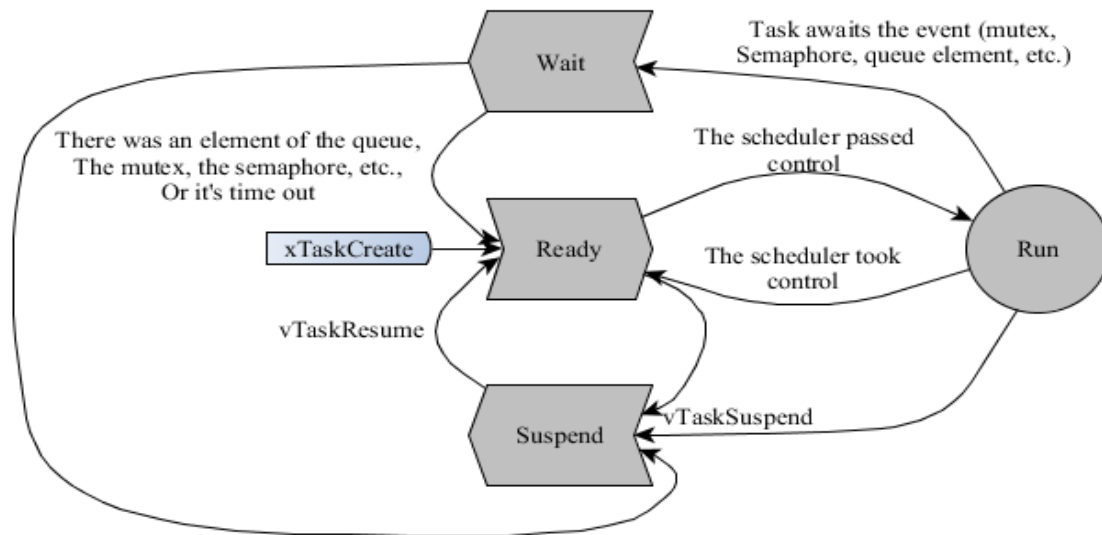 Task awaits the event (mutex,
Semaphore, queue element, etc.)
Wait
There was an element of the queue,
The mutex, the semaphore, etc.,
Or it's time out
The scheduler passed
control
xTaskCreate
Ready
Run
The scheduler took
control
vTaskResume
vTaskSuspend
Suspend